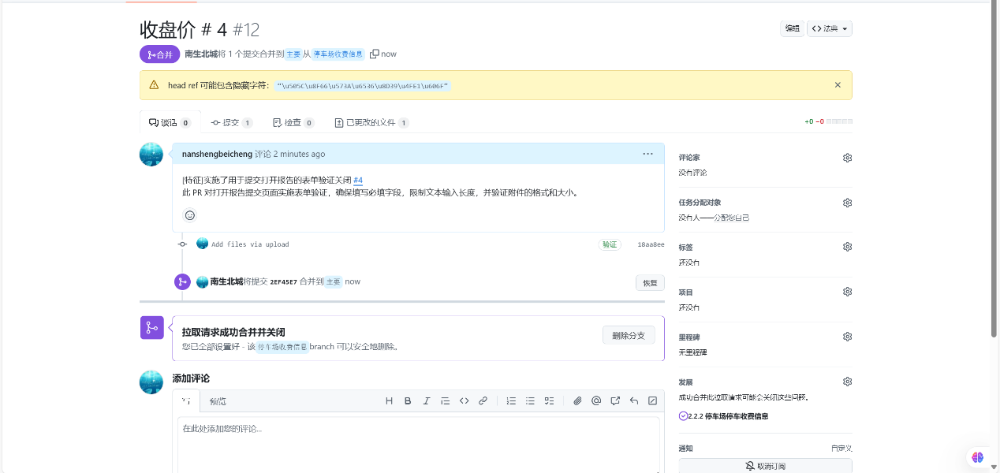 收盘价 # 4 #12
编辑
法典
合并
南生北城将 1 个提交合并到 主要 从 停车场收费信息 now
head ref 可能包含隐藏字符: "\u505C\u8F66\u573A\u6536\u8D39\u4FE1\u606F"
谈话 0
提交 1
检查 0
已更改的文件 1
+0 −0
nanshengbeicheng 评论 2 minutes ago
[特征]实施了用于提交打开报告的表单验证关闭 #4
此 PR 对打开报告提交页面实施表单验证，确保填写必填字段，限制文本输入长度，并验证附件的格式和大小。
Add files via upload
验证
18aa8ee
南生北城将提交 2EF45E7 合并到 主要 now
恢复
拉取请求成功合并并关闭
您已全部设置好 - 该 停车场收费信息 branch 可以安全地删除。
删除分支
添加评论
写
预览
在此处添加您的评论...
评论家
没有评论
任务分配对象
没有人——分配您自己
标签
还没有
项目
还没有
里程碑
无里程碑
发展
成功合并此拉取请求可能会关闭这些问题。
2.2.2 停车场停车收费信息
通知
自定义
取消订阅